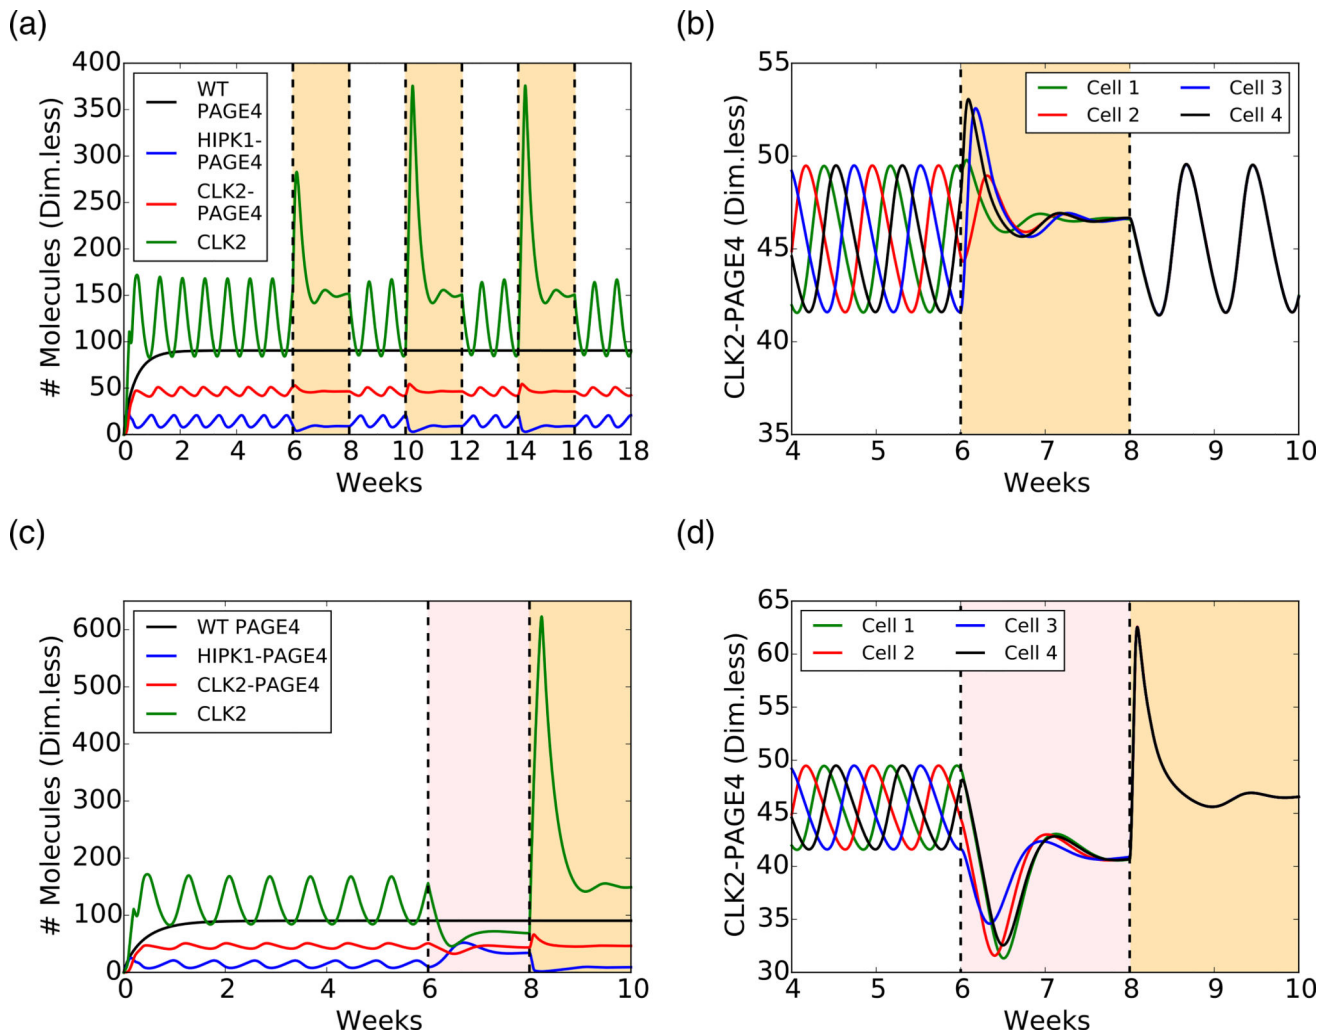 (a)
# Molecules (Dim.less)
400
350
300
250
200
150
100
50
0
WT
PAGE4
HIPK1-
PAGE4
CLK2-
PAGE4
CLK2
0 2 4 6 8 10 12 14 16 18
Weeks
(b)
CLK2-PAGE4 (Dim.less)
55
50
45
40
35
Cell 1 Cell 3
Cell 2 Cell 4
4 5 6 7 8 9 10
Weeks
(c)
# Molecules (Dim.less)
600
500
400
300
200
100
0
WT PAGE4
HIPK1-PAGE4
CLK2-PAGE4
CLK2
0 2 4 6 8 10
Weeks
(d)
CLK2-PAGE4 (Dim.less)
65
60
55
50
45
40
35
30
Cell 1 Cell 3
Cell 2 Cell 4
4 5 6 7 8 9 10
Weeks